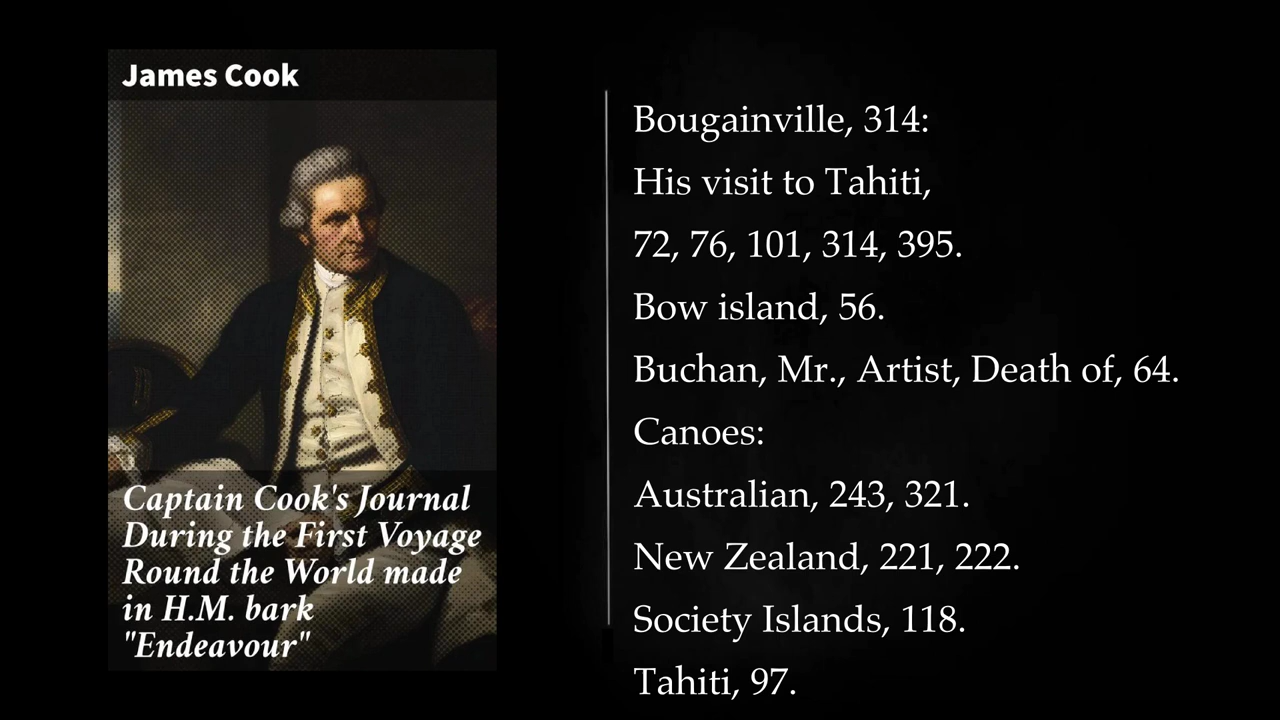 James Cook
Captain Cook's Journal
During the First Voyage
Round the World made
in H.M. bark
"Endeavour"
Bougainville, 314:
His visit to Tahiti,
72, 76, 101, 314, 395.
Bow island, 56.
Buchan, Mr., Artist, Death of, 64.
Canoes:
Australian, 243, 321.
New Zealand, 221, 222.
Society Islands, 118.
Tahiti, 97.